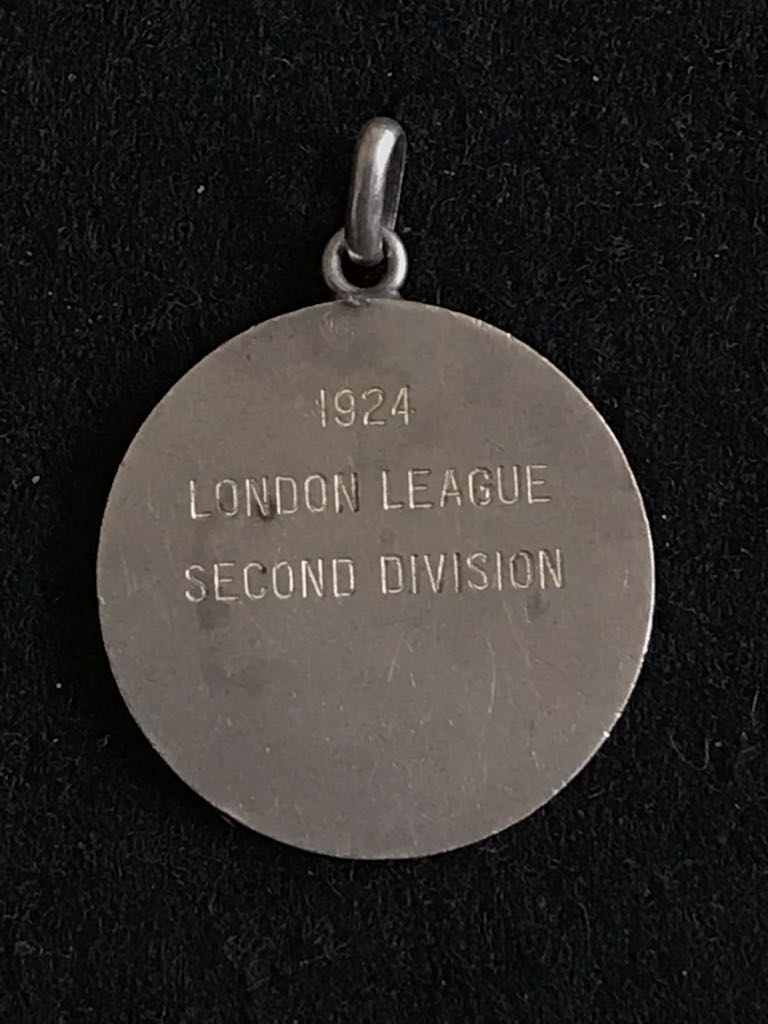 1924
LONDON LEAGUE
SECOND DIVISION